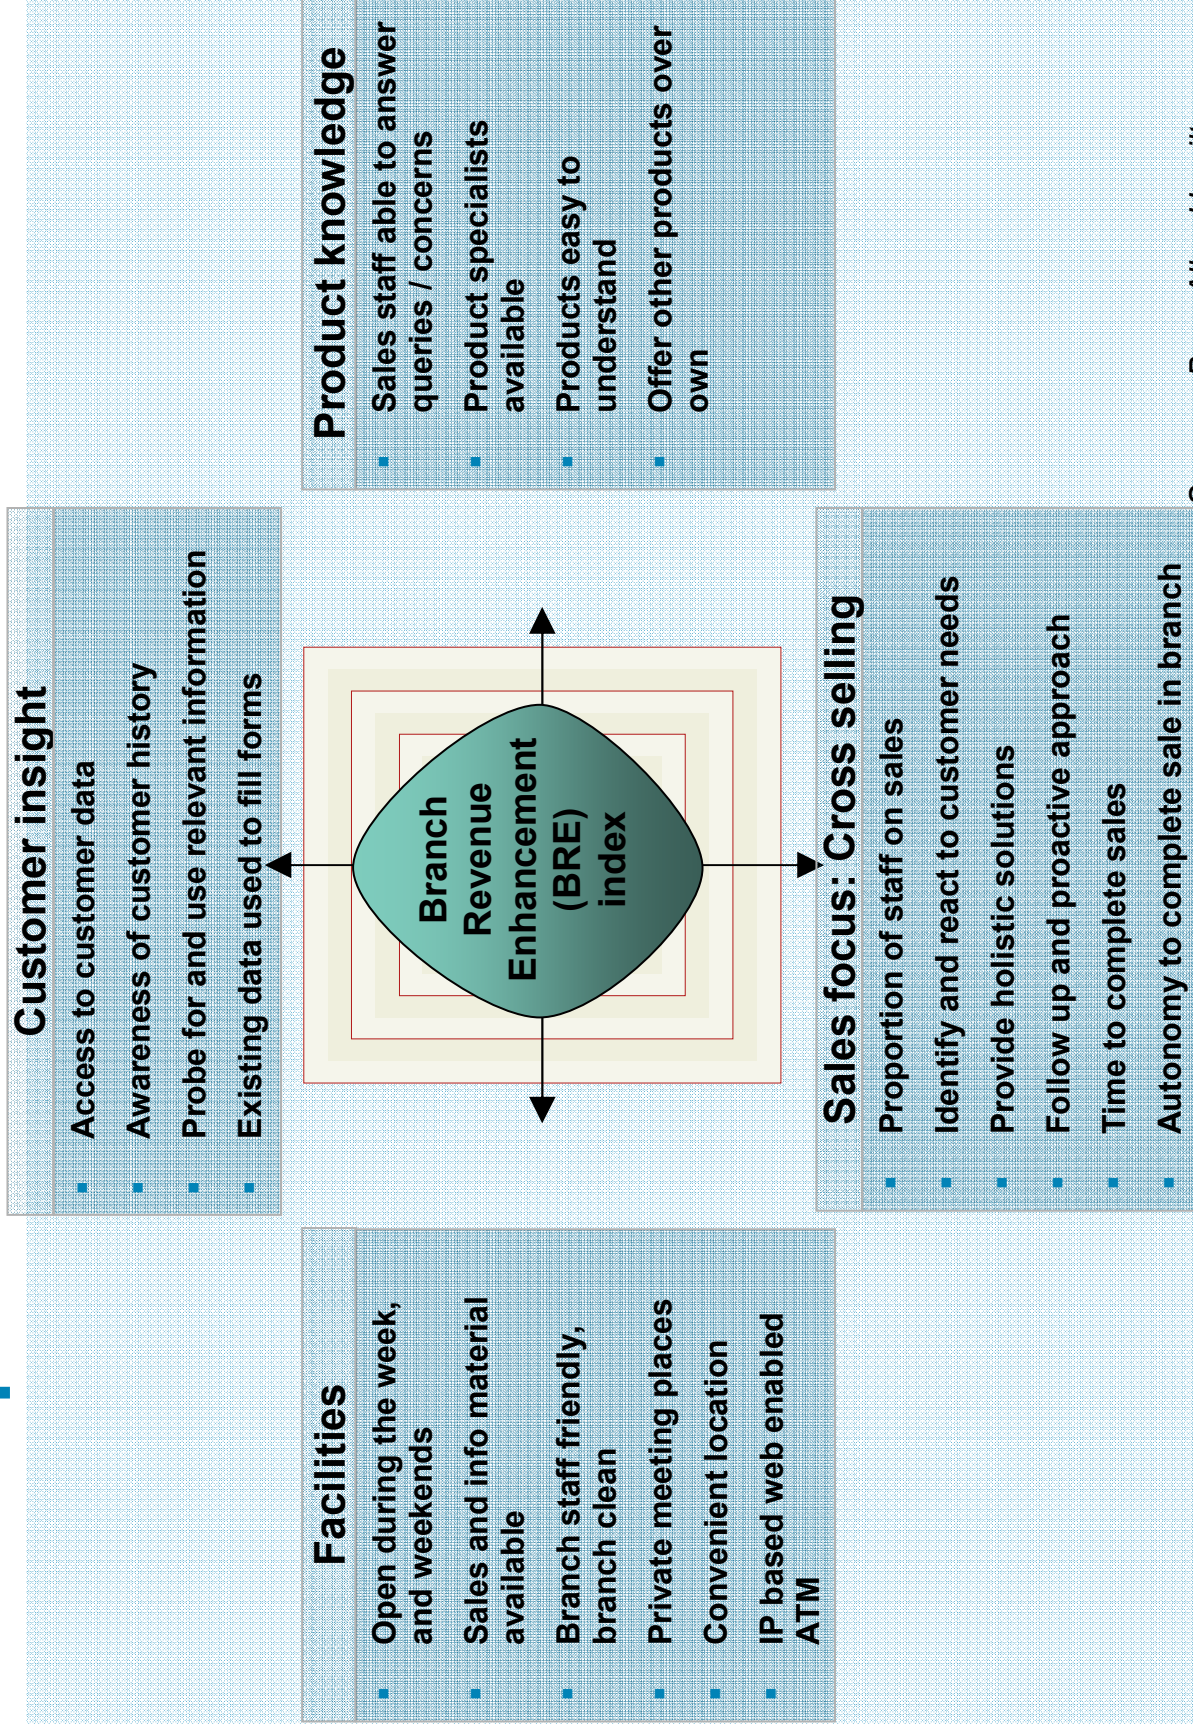 Customer insight
Access to customer data
Awareness of customer history
Probe for and use relevant information
Existing data used to fill forms
Facilities
Open during the week,
and weekends
Sales and info material
available
Branch staff friendly,
branch clean
Private meeting places
Convenient location
IP based web enabled
ATM
Branch
Revenue
Enhancement
(BRE)
index
Product knowledge
Sales staff able to answer
queries / concerns
Product specialists
available
Products easy to
understand
Offer other products over
own
Sales focus: Cross selling
Proportion of staff on sales
Identify and react to customer needs
Provide holistic solutions
Follow up and proactive approach
Time to complete sales
Autonomy to complete sale in branch